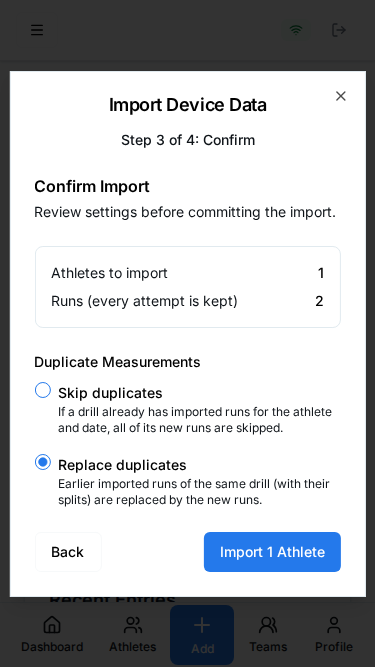 Import Device Data
Step 3 of 4: Confirm
Confirm Import
Review settings before committing the import.
Athletes to import 1
Runs (every attempt is kept) 2
Duplicate Measurements
Skip duplicates
If a drill already has imported runs for the athlete
and date, all of its new runs are skipped.
Replace duplicates
Earlier imported runs of the same drill (with their
splits) are replaced by the new runs.
Back Import 1 Athlete
Recent Entries
Dashboard Athletes Add Teams Profile